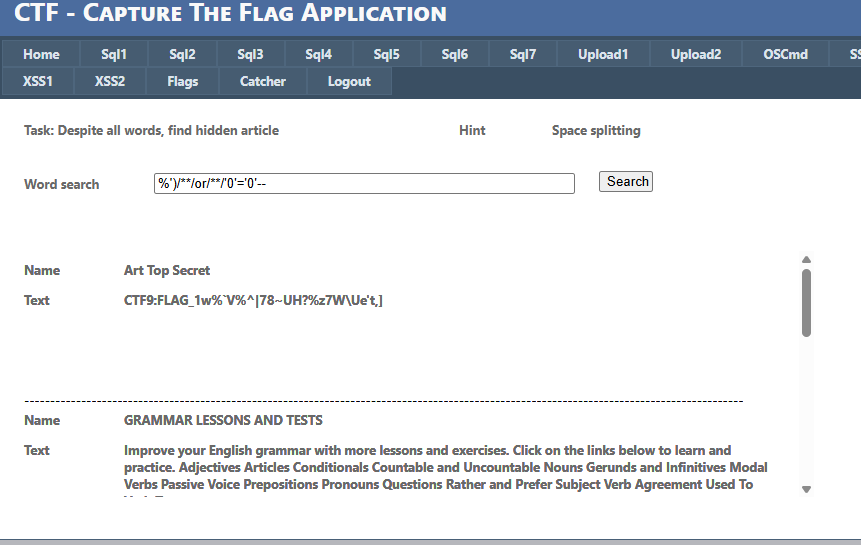 CTF - Capture The Flag Application
Home Sql1 Sql2 Sql3 Sql4 Sql5 Sql6 Sql7 Upload1 Upload2 OSCmd
XSS1 XSS2 Flags Catcher Logout
Task: Despite all words, find hidden article Hint Space splitting
Word search %')/**/or/**/'0'='0'-- Search
Name Art Top Secret
Text CTF9:FLAG_1w%`V%^|78~UH?%z7W\Ue't,]
Name GRAMMAR LESSONS AND TESTS
Text Improve your English grammar with more lessons and exercises. Click on the links below to learn and
practice. Adjectives Articles Conditionals Countable and Uncountable Nouns Gerunds and Infinitives Modal
Verbs Passive Voice Prepositions Pronouns Questions Rather and Prefer Subject Verb Agreement Used To